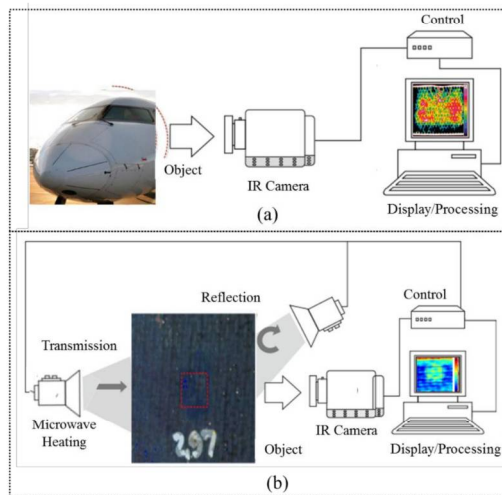 Control
Object
IR Camera
Display/Processing
(a)
Reflection
Control
Transmission
Microwave
Heating
297
Object
IR Camera
Display/Processing
(b)